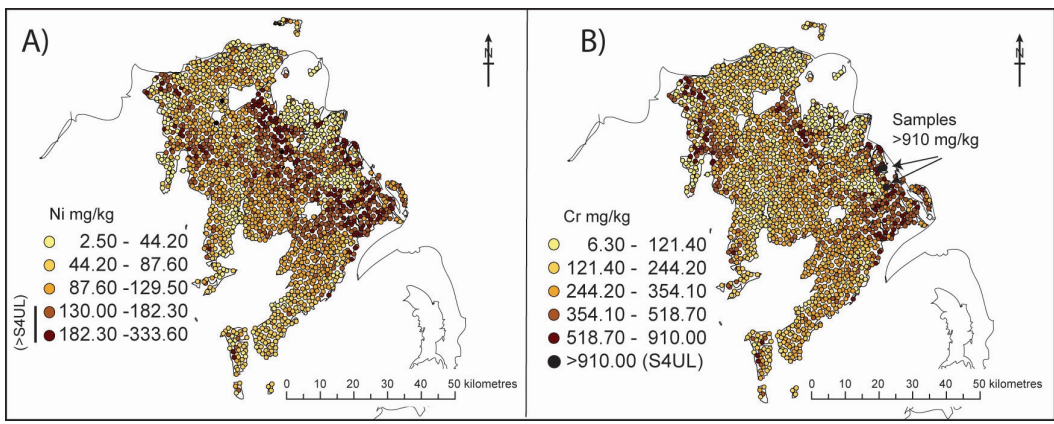 A)
N
Ni mg/kg
2.50 - 44.20
44.20 - 87.60
87.60 -129.50
130.00 -182.30
182.30 -333.60
(>S4UL)
0 10 20 30 40 50 kilometres
B)
N
Samples
>910 mg/kg
Cr mg/kg
6.30 - 121.40
121.40 - 244.20
244.20 - 354.10
354.10 - 518.70
518.70 - 910.00
>910.00 (S4UL)
0 10 20 30 40 50 kilometres